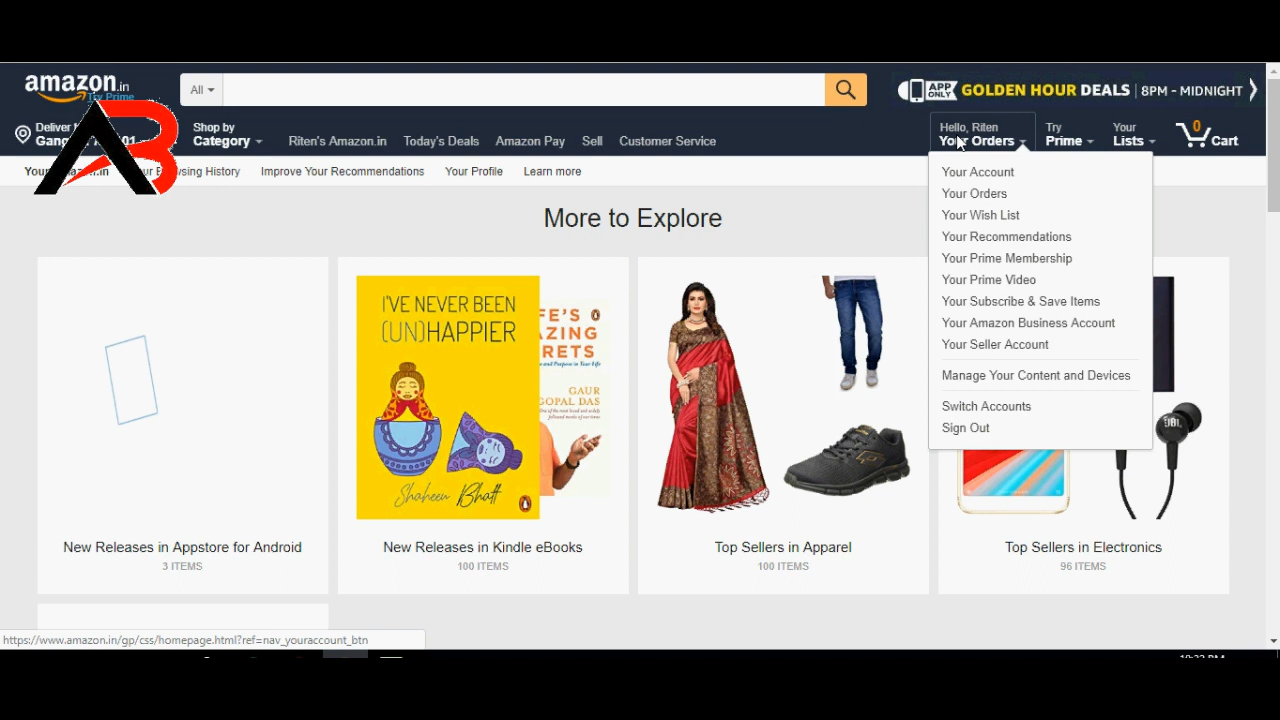 amazon.in
Try Prime
All
APP ONLY GOLDEN HOUR DEALS | 8PM - MIDNIGHT
Deliver
Shop by
Category
Riten's Amazon.in
Today's Deals
Amazon Pay
Sell
Customer Service
Hello, Riten
Your Orders
Try
Prime
Your
Lists
0
Cart
Browsing History
Improve Your Recommendations
Your Profile
Learn more
Your Account
Your Orders
Your Wish List
Your Recommendations
Your Prime Membership
Your Prime Video
Your Subscribe & Save Items
Your Amazon Business Account
Your Seller Account
Manage Your Content and Devices
Switch Accounts
Sign Out
More to Explore
I'VE NEVER BEEN
(UN)HAPPIER
Shaheen Bhatt
GAUR
GOPAL DAS
JBL
New Releases in Appstore for Android
3 ITEMS
New Releases in Kindle eBooks
100 ITEMS
Top Sellers in Apparel
100 ITEMS
Top Sellers in Electronics
96 ITEMS
https://www.amazon.in/gp/css/homepage.html?ref=nav_youraccount_btn